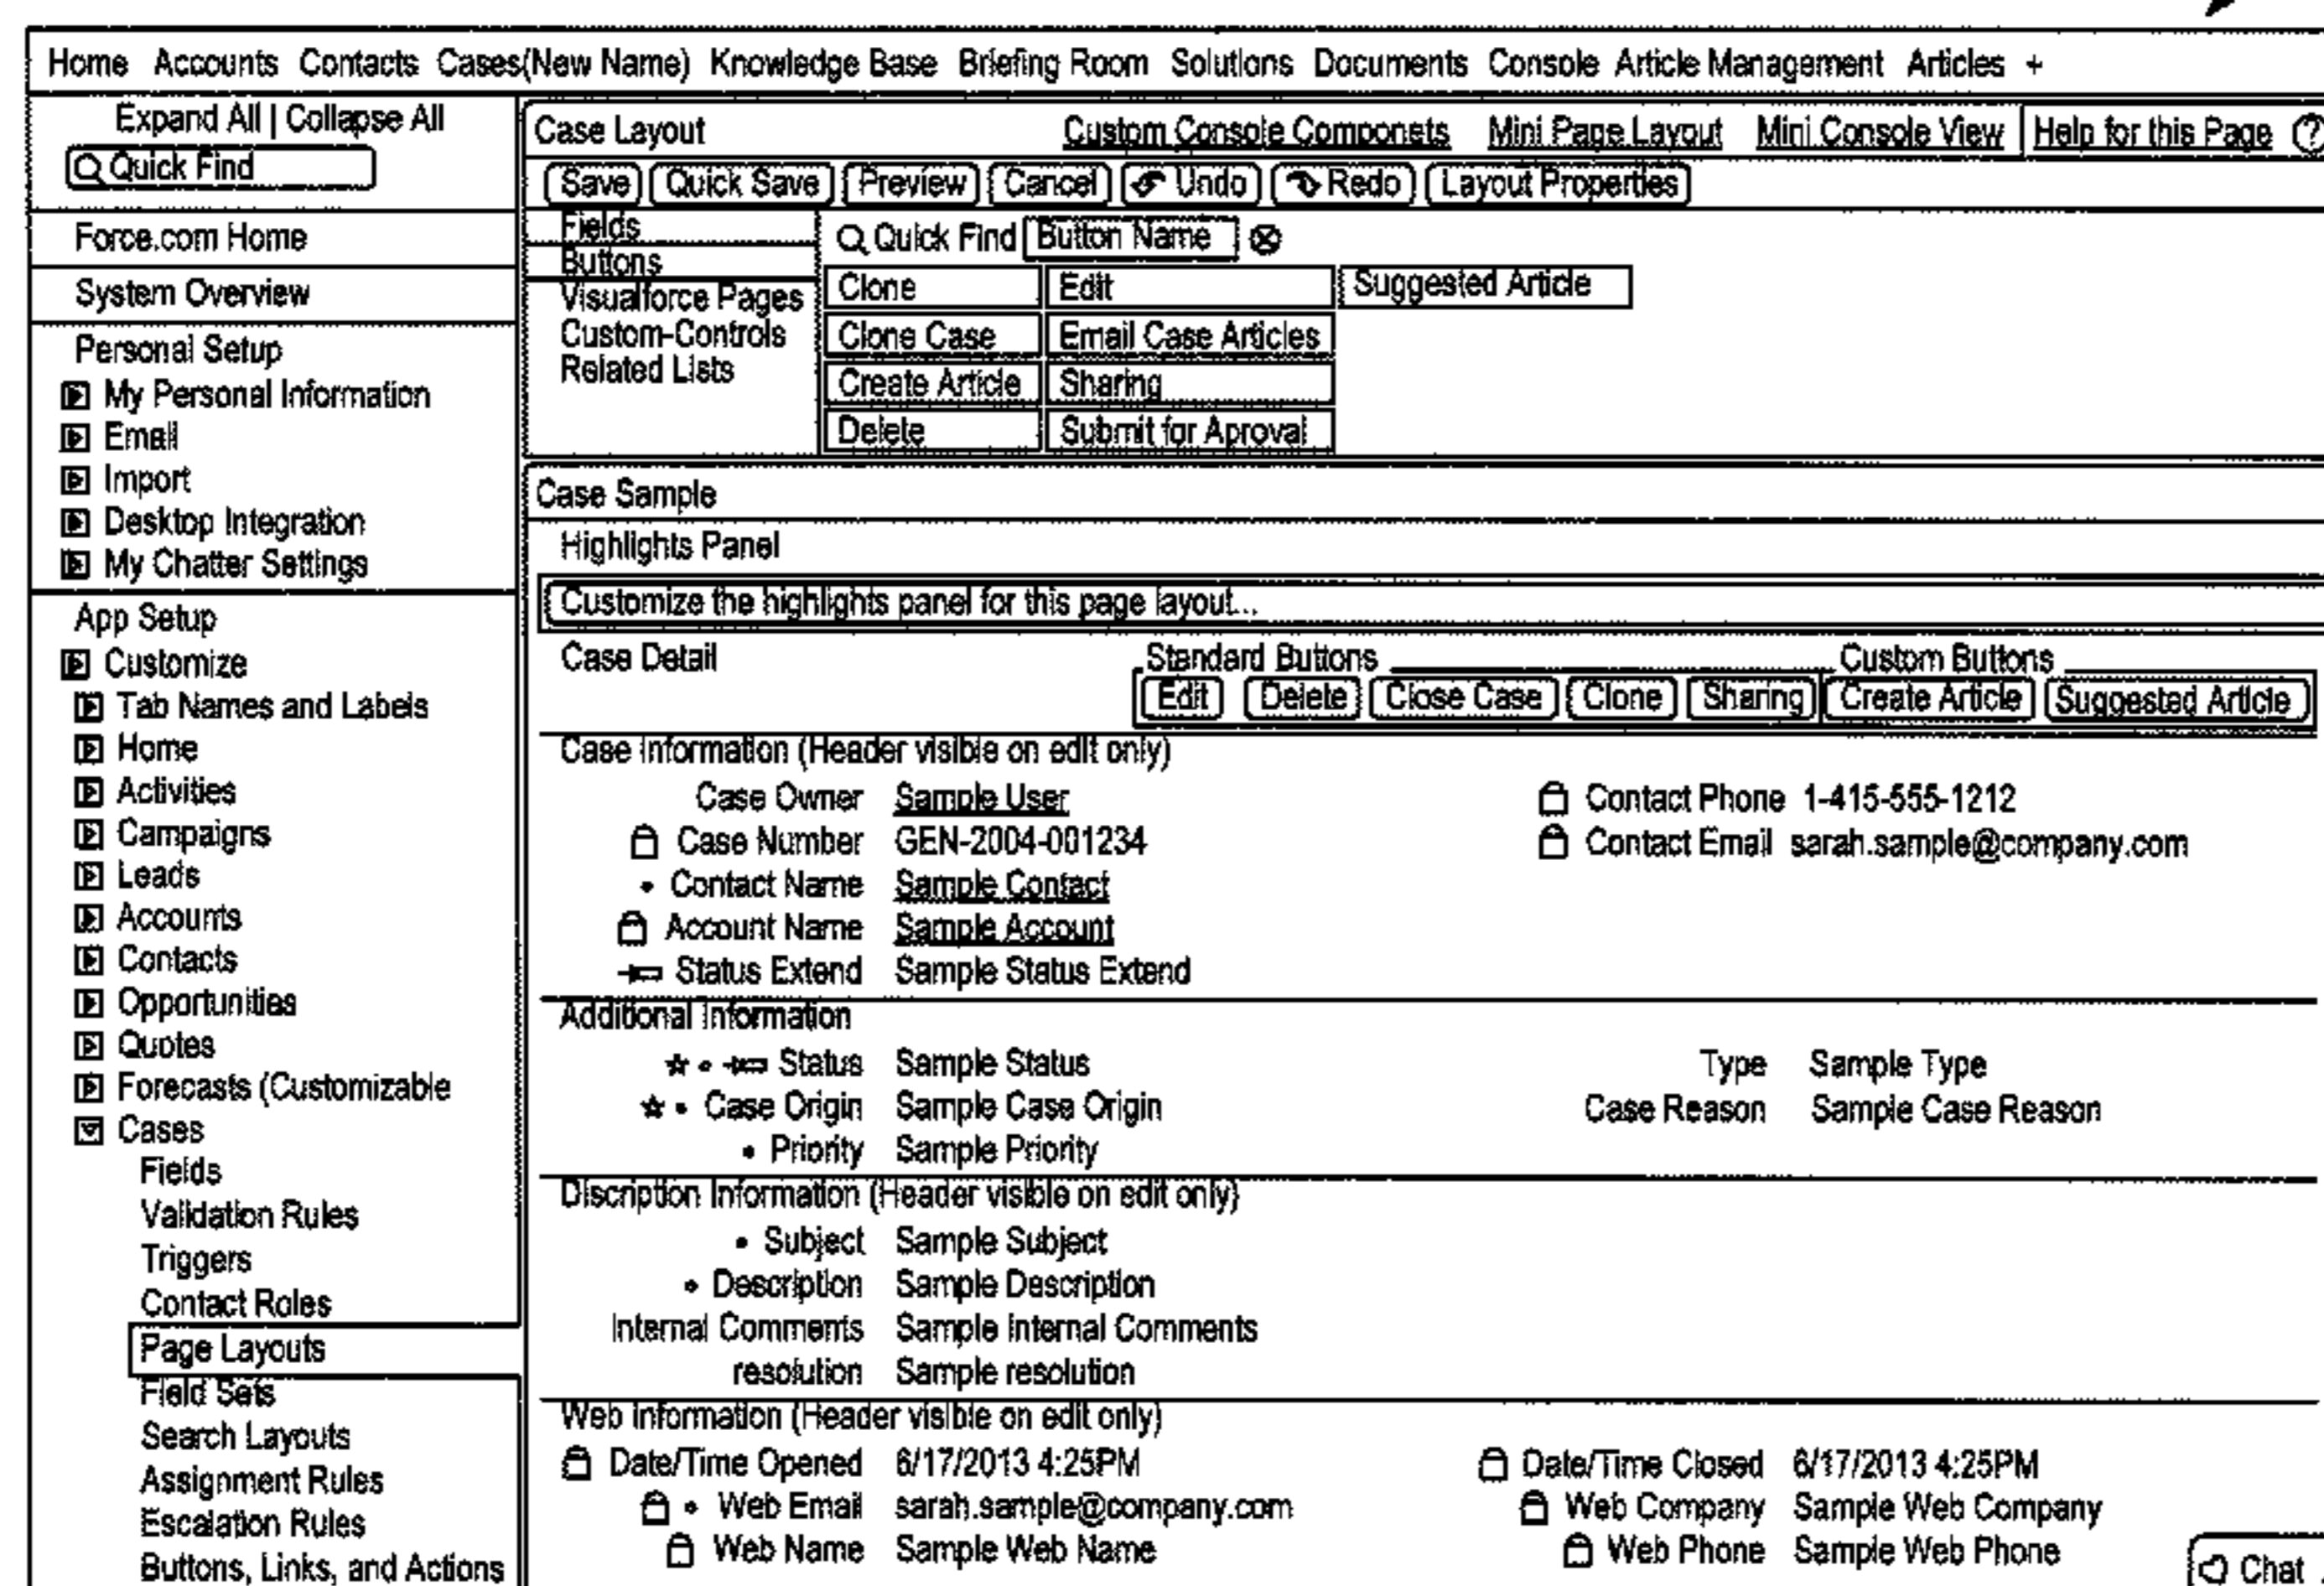 Home Accounts Contacts Cases(New Name) Knowledge Base Briefing Room Solutions Documents Console Article Management Articles +
Expand All | Collapse All
Quick Find
Force.com Home
System Overview
Personal Setup
My Personal Information
Email
Import
Desktop Integration
My Chatter Settings
App Setup
Customize
Tab Names and Labels
Home
Activities
Campaigns
Leads
Accounts
Contacts
Opportunities
Quotes
Forecasts (Customizable
Cases
Fields
Validation Rules
Triggers
Contact Roles
Page Layouts
Field Sets
Search Layouts
Assignment Rules
Escalation Rules
Buttons, Links, and Actions
Case Layout Custom Console Componets Mini Page Layout Mini Console View Help for this Page ?
Save Quick Save Preview Cancel Undo Redo Layout Properties
Fields
Buttons
Visualforce Pages
Custom-Controls
Related Lists
Quick Find Button Name
Clone Edit Suggested Article
Clone Case Email Case Articles
Create Article Sharing
Delete Submit for Aproval
Case Sample
Highlights Panel
Customize the highlights panel for this page layout...
Case Detail Standard Buttons Custom Buttons
Edit Delete Close Case Clone Sharing Create Article Suggested Article
Case Information (Header visible on edit only)
Case Owner Sample User Contact Phone 1-415-555-1212
Case Number GEN-2004-001234 Contact Email sarah.sample@company.com
• Contact Name Sample Contact
Account Name Sample Account
Status Extend Sample Status Extend
Additional Information
Status Sample Status Type Sample Type
Case Origin Sample Case Origin Case Reason Sample Case Reason
• Priority Sample Priority
Discription Information (Header visible on edit only)
• Subject Sample Subject
• Description Sample Description
Internal Comments Sample Internal Comments
resolution Sample resolution
Web Information (Header visible on edit only)
Date/Time Opened 6/17/2013 4:25PM Date/Time Closed 6/17/2013 4:25PM
• Web Email sarah.sample@company.com Web Company Sample Web Company
Web Name Sample Web Name Web Phone Sample Web Phone
Chat